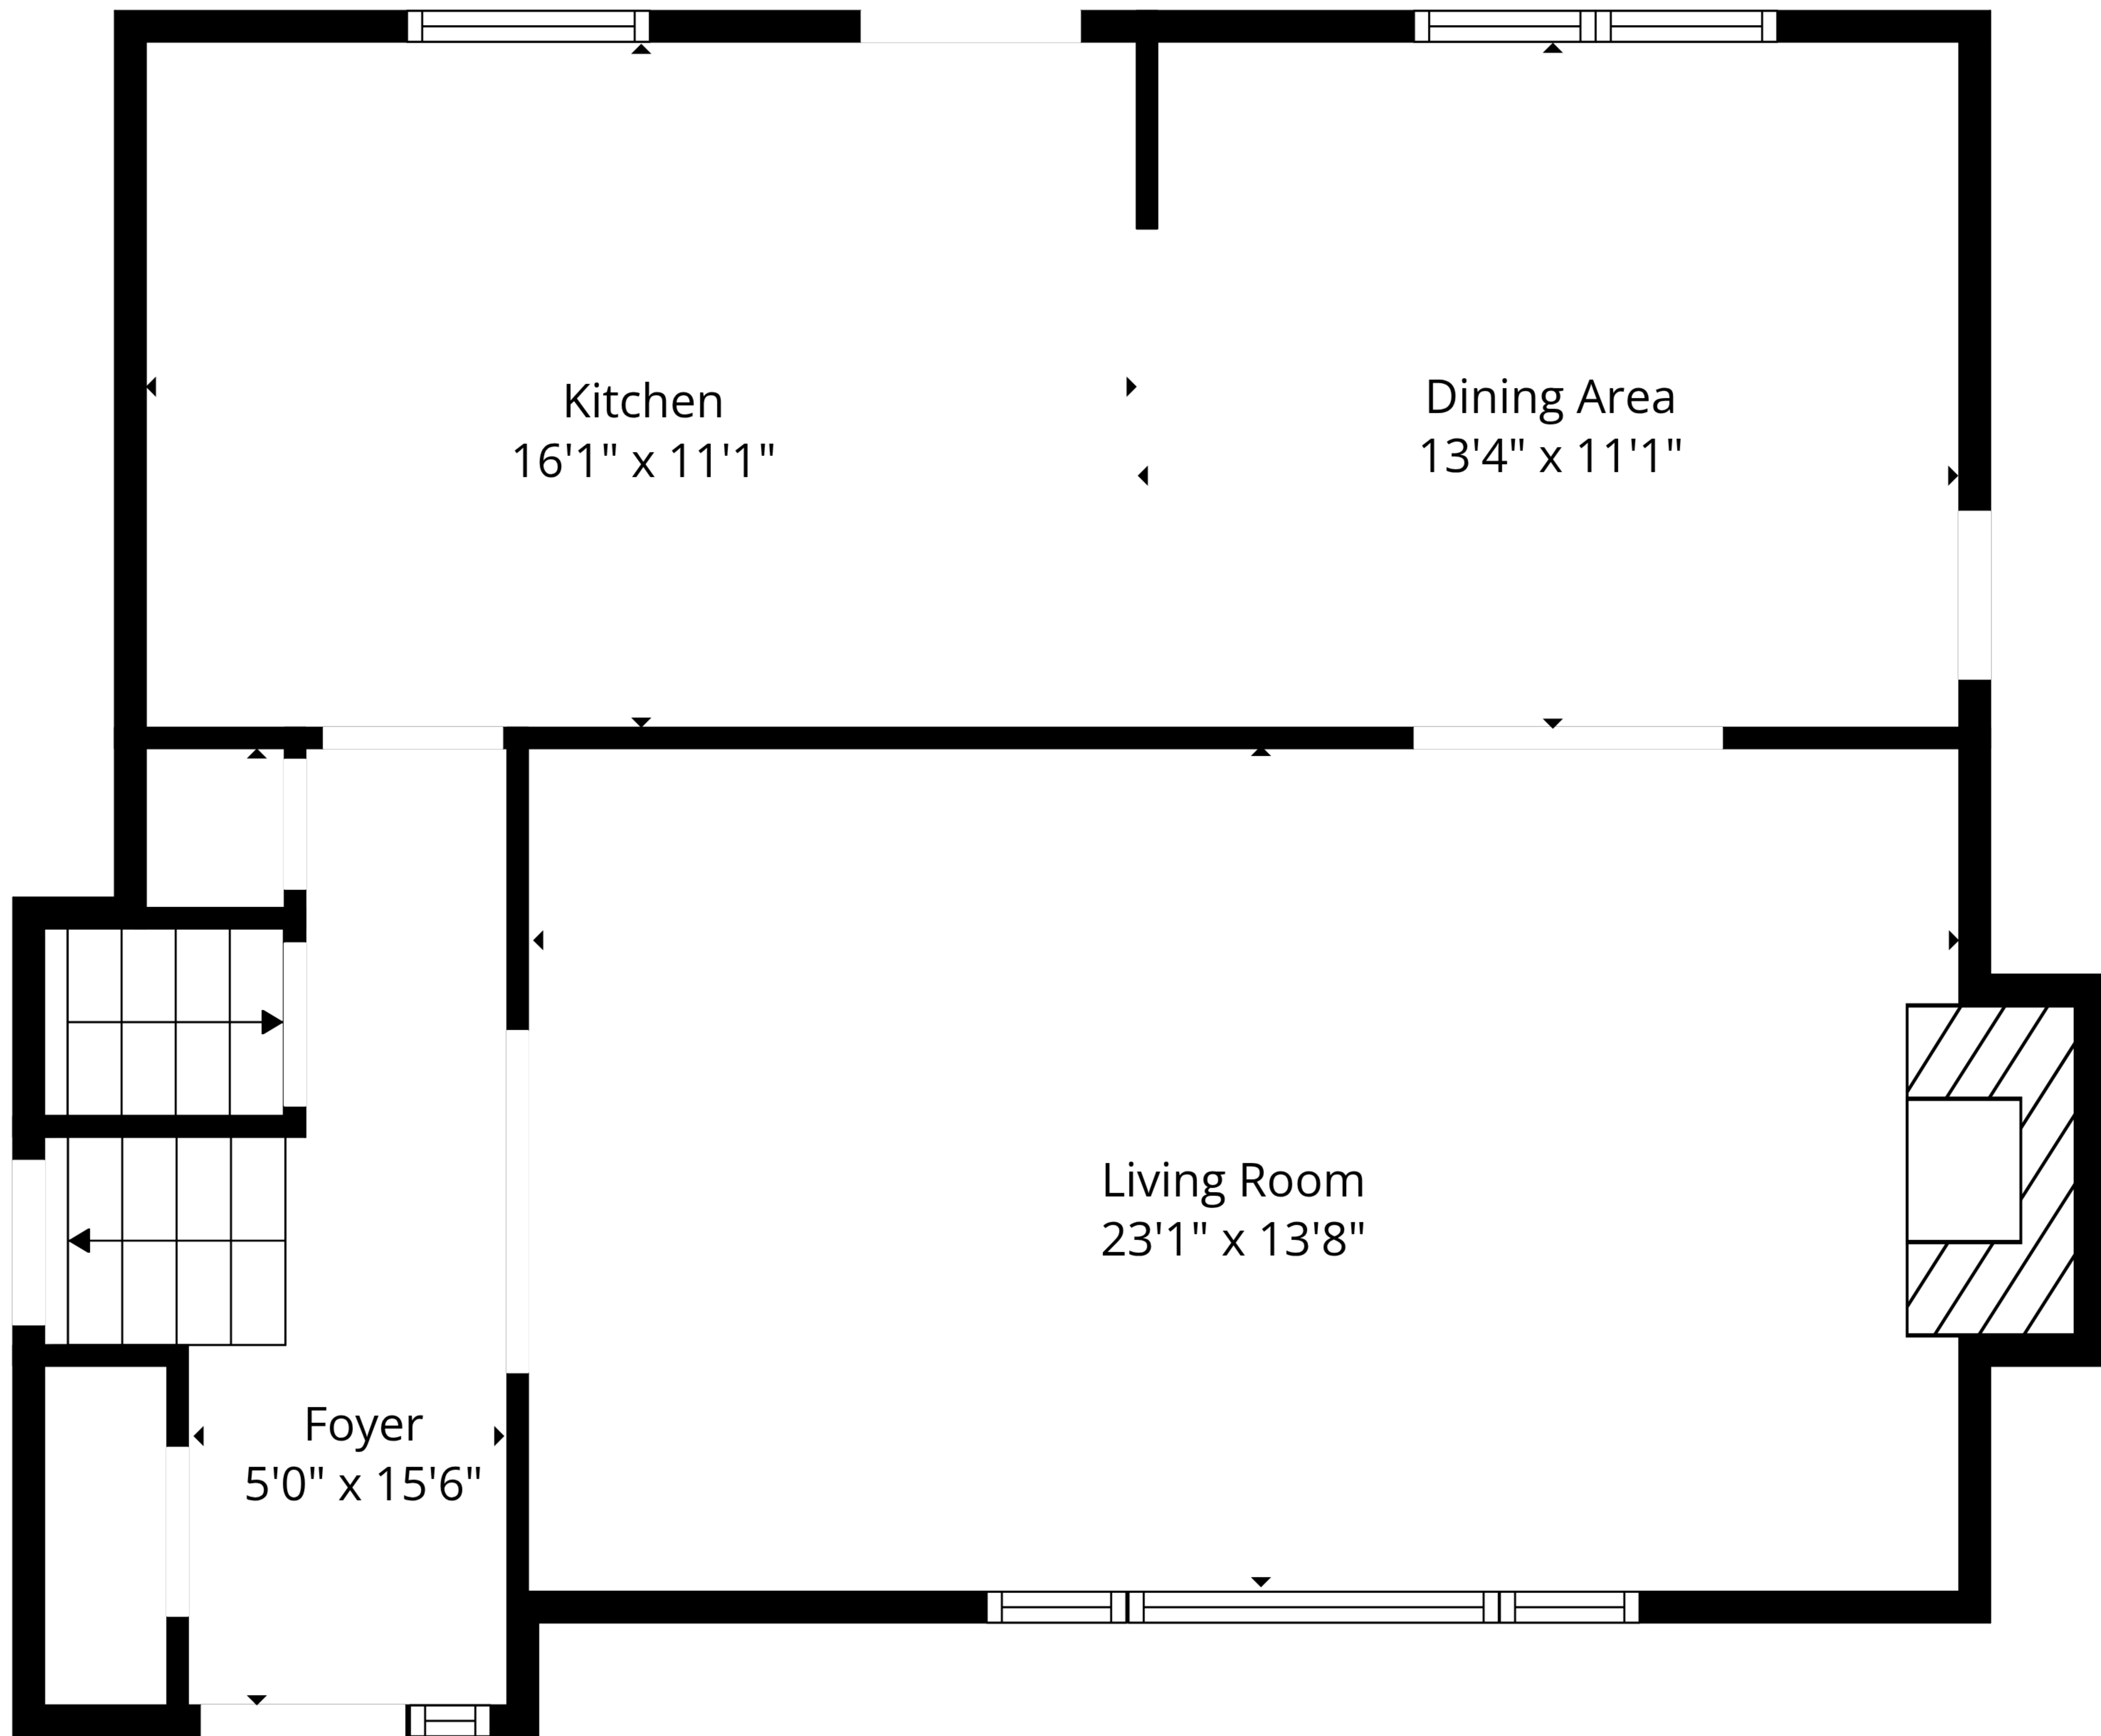 Kitchen
16'1" x 11'1"
Dining Area
13'4" x 11'1"
Living Room
23'1" x 13'8"
Foyer
5'0" x 15'6"